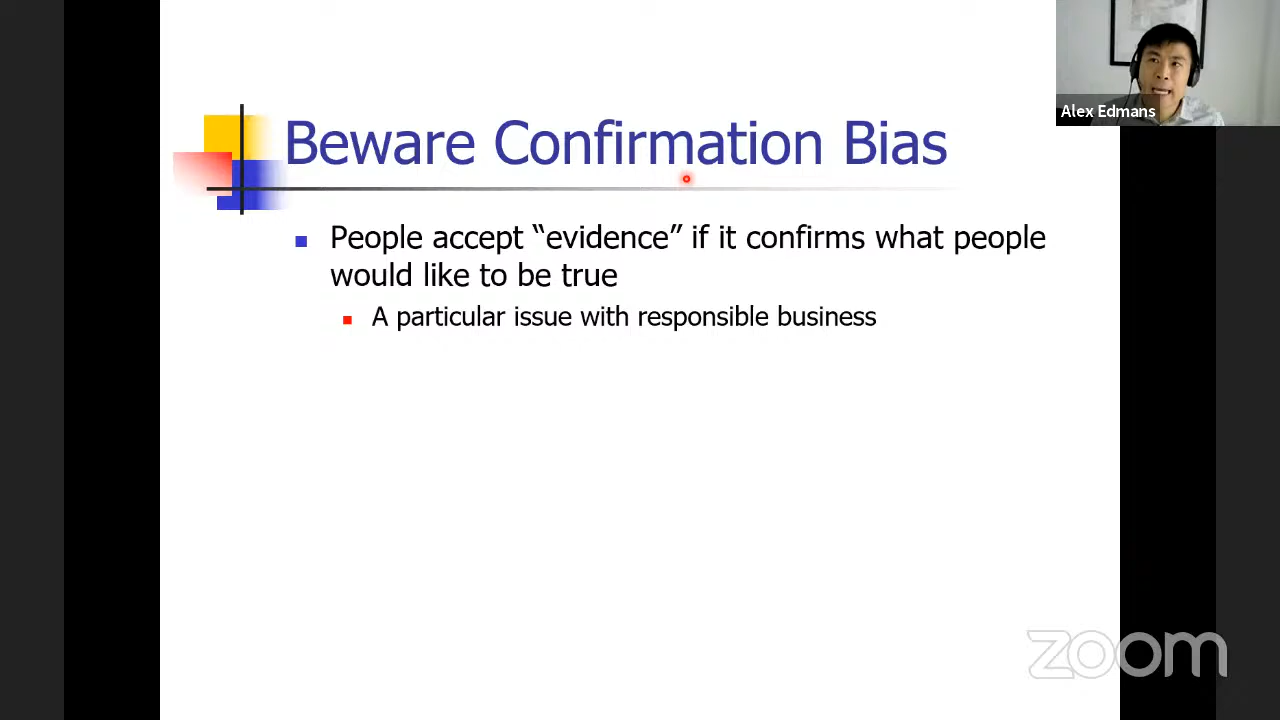 Alex Edmans
Beware Confirmation Bias
People accept “evidence” if it confirms what people
would like to be true
A particular issue with responsible business
zoom